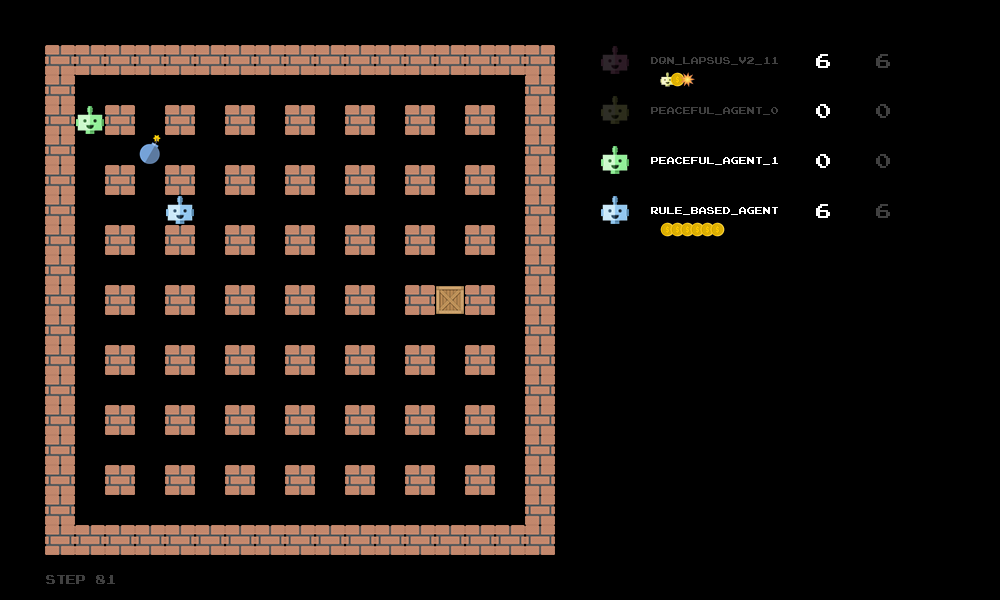 DQN_LAPSUS_V2_11 6 6
PEACEFUL_AGENT_0 0 0
PEACEFUL_AGENT_1 0 0
RULE_BASED_AGENT 6 6
STEP 81